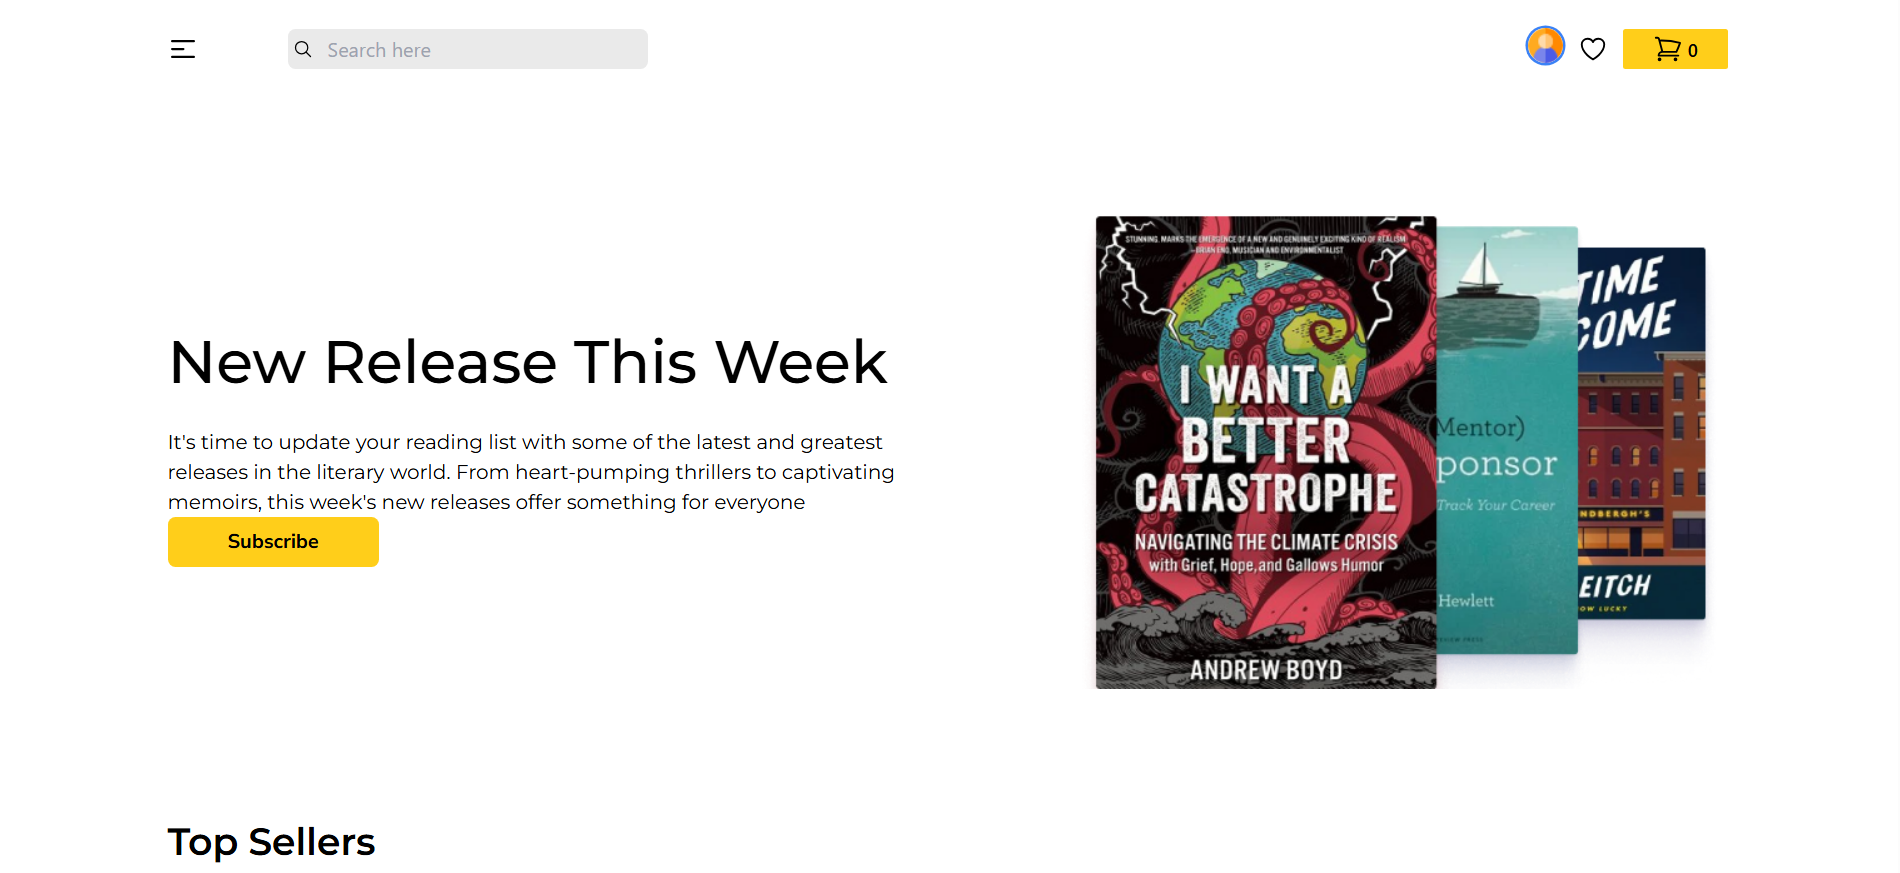 Search here
0
New Release This Week
It's time to update your reading list with some of the latest and greatest
releases in the literary world. From heart-pumping thrillers to captivating
memoirs, this week's new releases offer something for everyone
Subscribe
STUNNING. MARKS THE EMERGENCE OF A NEW AND GENUINELY EXCITING KIND OF REALISM
—BRIAN ENO, MUSICIAN AND ENVIRONMENTALIST
I WANT A
BETTER
CATASTROPHE
NAVIGATING THE CLIMATE CRISIS
with Grief, Hope, and Gallows Humor
ANDREW BOYD
Mentor)
ponsor
Track Your Career
Hewlett
TIME
COME
NDBERGH'S
EITCH
OW LUCKY
Top Sellers